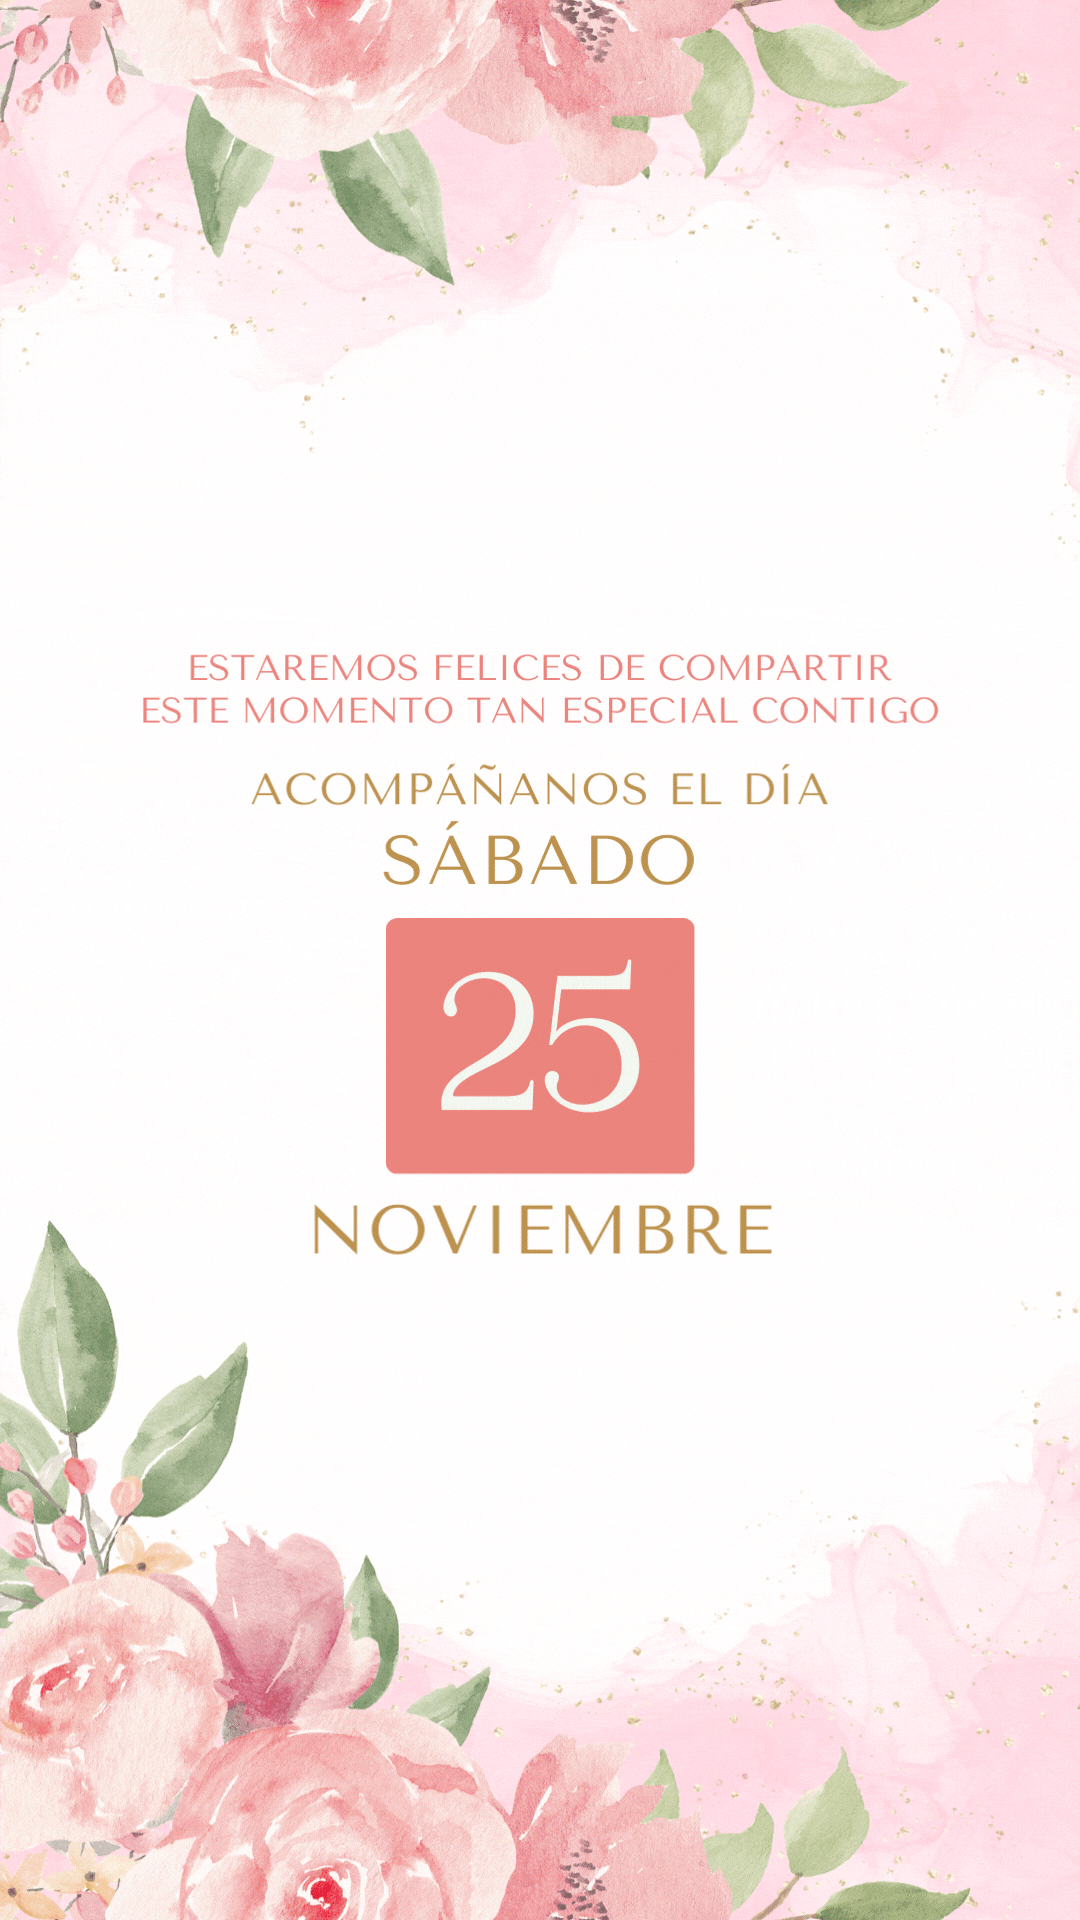 ESTAREMOS FELICES DE COMPARTIR
ESTE MOMENTO TAN ESPECIAL CONTIGO
ACOMPÁÑANOS EL DÍA
SÁBADO
25
NOVIEMBRE